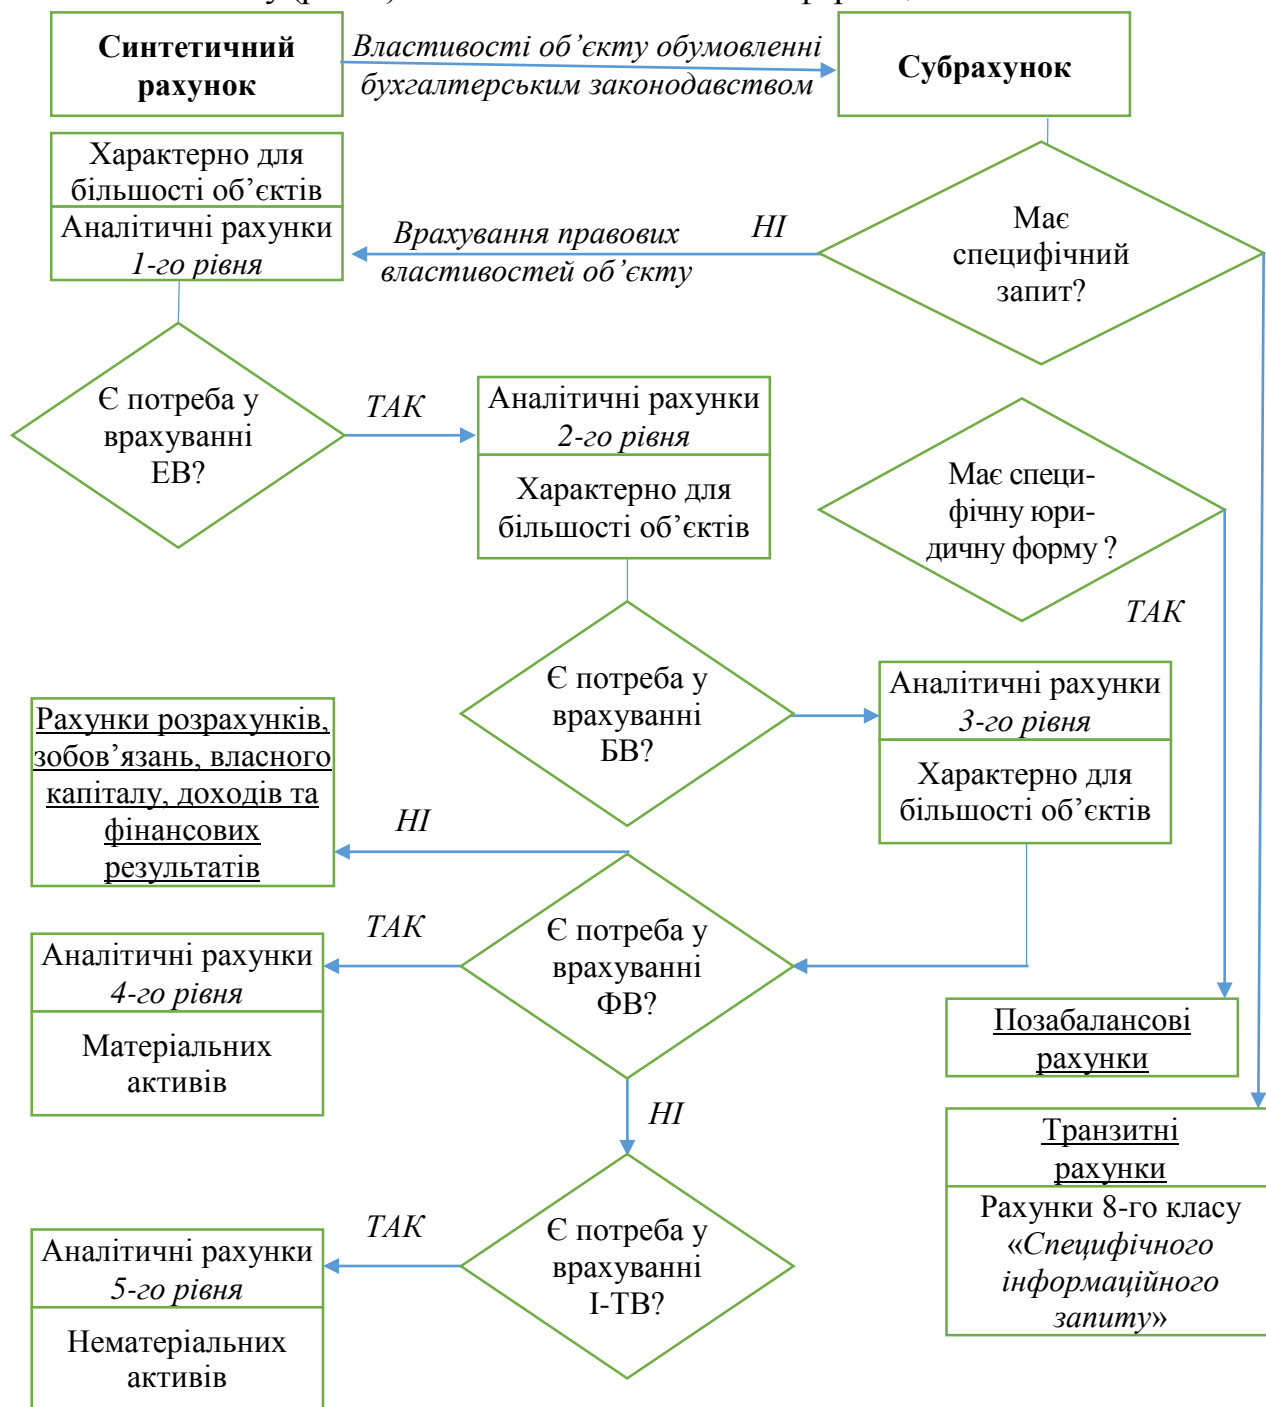 Синтетичний
рахунок
Властивості об’єкту обумовленні
бухгалтерським законодавством
Субрахунок
Характерно для
більшості об’єктів
Аналітичні рахунки
1-го рівня
Врахування правових
властивостей об’єкту
НІ
Має
специфічний
запит?
Є потреба у
врахуванні
ЕВ?
ТАК
Аналітичні рахунки
2-го рівня
Характерно для
більшості об’єктів
Має специ-
фічну юри-
дичну форму ?
ТАК
Є потреба у
врахуванні
БВ?
Аналітичні рахунки
3-го рівня
Характерно для
більшості об’єктів
Рахунки розрахунків,
зобов’язань, власного
капіталу, доходів та
фінансових
результатів
НІ
Є потреба у
врахуванні
ФВ?
ТАК
Аналітичні рахунки
4-го рівня
Матеріальних
активів
НІ
Позабалансові
рахунки
Транзитні
рахунки
Рахунки 8-го класу
«Специфічного
інформаційного
запиту»
Є потреба у
врахуванні
І-ТВ?
ТАК
Аналітичні рахунки
5-го рівня
Нематеріальних
активів